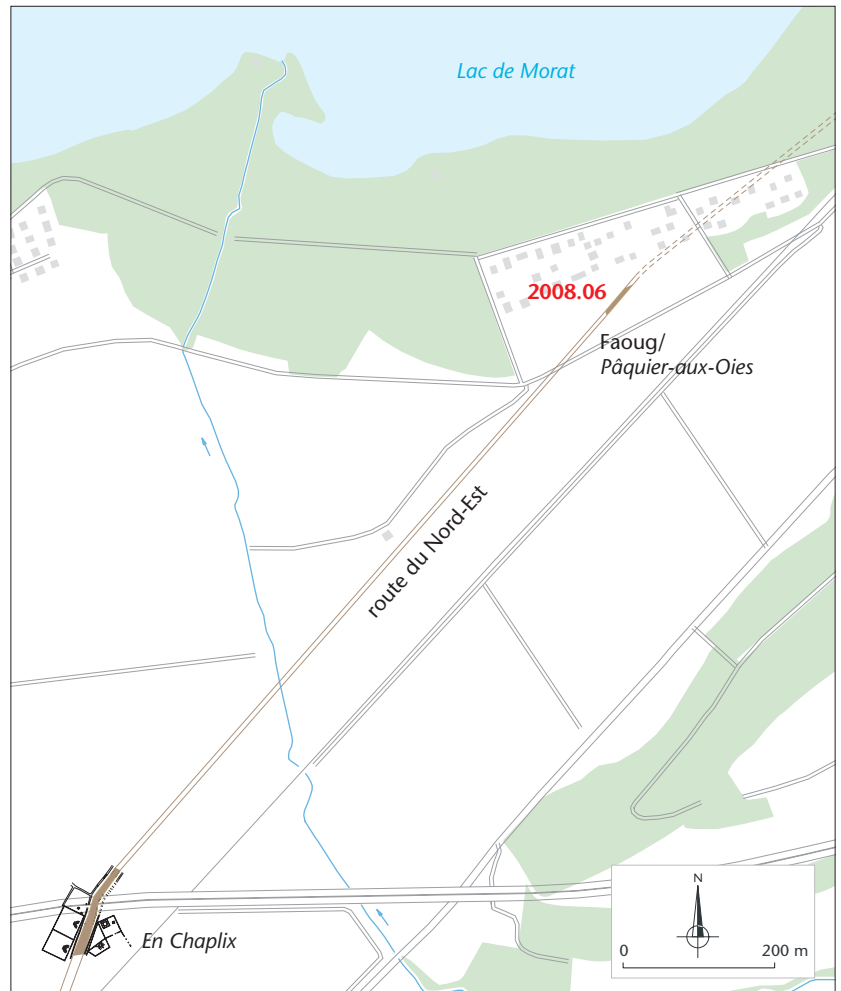 Lac de Morat
2008.06
Faoug/
Pâquier-aux-Oies
route du Nord-Est
En Chaplix
N
0 200 m